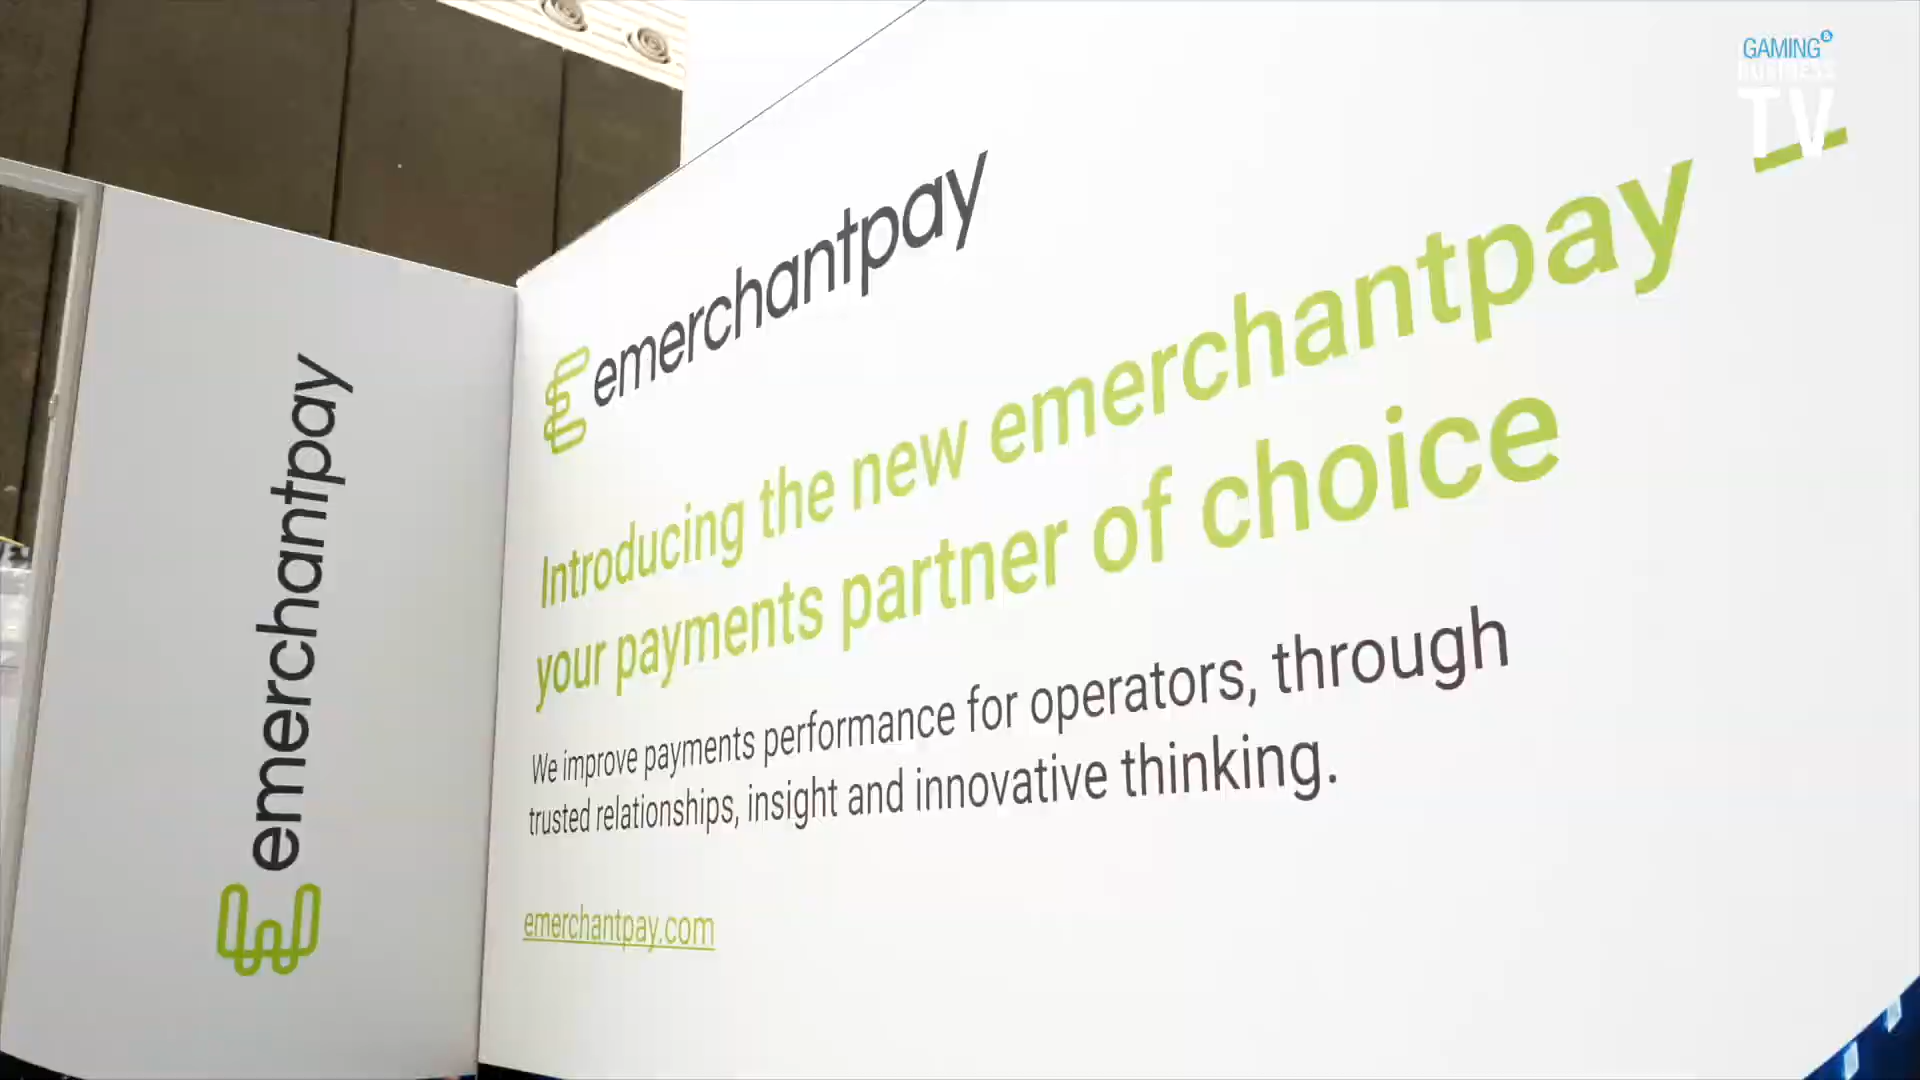 GAMING&
BUSINESS
TV
emerchantpay
emerchantpay
Introducing the new emerchantpay –
your payments partner of choice
We improve payments performance for operators, through
trusted relationships, insight and innovative thinking.
emerchantpay.com